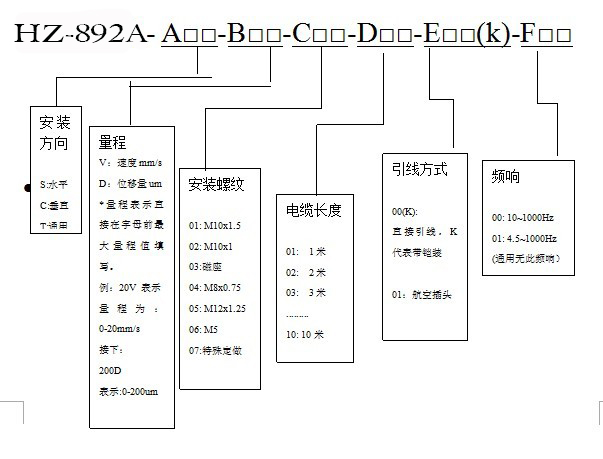 HZ-892A-A□□-B□□-C□□-D□□-E□□(k)-F□□
安装
方向
S:水平
C:垂直
T:通用
量程
V：速度mm/s
D：位移量um
*量程表示直
接在字母前最
大量程值填
写。
例：20V 表示
量程为：
0-20mm/s
接下：
200D
表示:0-200um
安装螺纹
01: M10x1.5
02: M10x1
03:磁座
04: M8x0.75
05: M12x1.25
06: M5
07:特殊定做
电缆长度
01: 1米
02: 2米
03: 3米
.........
10: 10米
引线方式
00(K):
直接引线，K
代表带铠装
01：航空插头
频响
00: 10~1000Hz
01: 4.5~1000Hz
(通用无此频响）